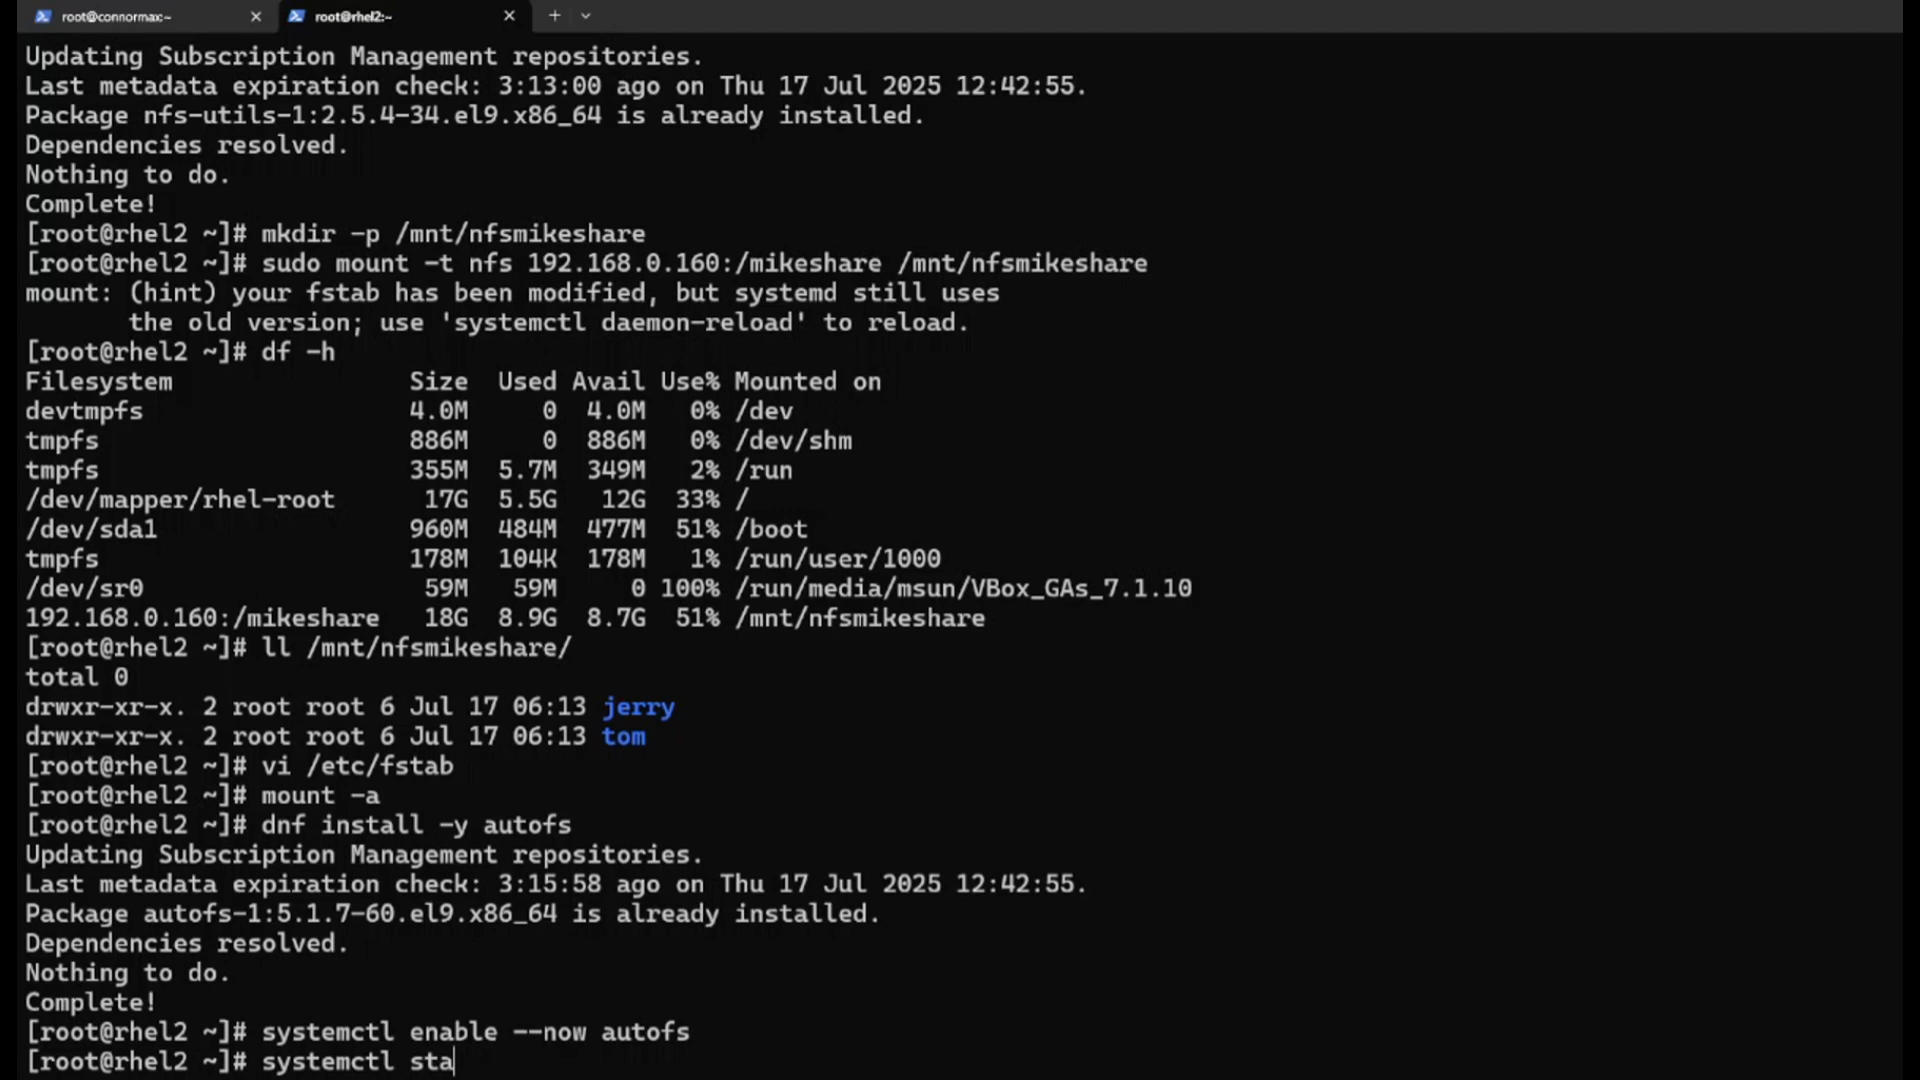 root@connormax:~
root@rhel2:~
Updating Subscription Management repositories.
Last metadata expiration check: 3:13:00 ago on Thu 17 Jul 2025 12:42:55.
Package nfs-utils-1:2.5.4-34.el9.x86_64 is already installed.
Dependencies resolved.
Nothing to do.
Complete!
[root@rhel2 ~]# mkdir -p /mnt/nfsmikeshare
[root@rhel2 ~]# sudo mount -t nfs 192.168.0.160:/mikeshare /mnt/nfsmikeshare
mount: (hint) your fstab has been modified, but systemd still uses
       the old version; use 'systemctl daemon-reload' to reload.
[root@rhel2 ~]# df -h
Filesystem                Size  Used Avail Use% Mounted on
devtmpfs                  4.0M     0  4.0M   0% /dev
tmpfs                     886M     0  886M   0% /dev/shm
tmpfs                     355M  5.7M  349M   2% /run
/dev/mapper/rhel-root      17G  5.5G   12G  33% /
/dev/sda1                 960M  484M  477M  51% /boot
tmpfs                     178M  104K  178M   1% /run/user/1000
/dev/sr0                   59M   59M     0 100% /run/media/msun/VBox_GAs_7.1.10
192.168.0.160:/mikeshare   18G  8.9G  8.7G  51% /mnt/nfsmikeshare
[root@rhel2 ~]# ll /mnt/nfsmikeshare/
total 0
drwxr-xr-x. 2 root root 6 Jul 17 06:13 jerry
drwxr-xr-x. 2 root root 6 Jul 17 06:13 tom
[root@rhel2 ~]# vi /etc/fstab
[root@rhel2 ~]# mount -a
[root@rhel2 ~]# dnf install -y autofs
Updating Subscription Management repositories.
Last metadata expiration check: 3:15:58 ago on Thu 17 Jul 2025 12:42:55.
Package autofs-1:5.1.7-60.el9.x86_64 is already installed.
Dependencies resolved.
Nothing to do.
Complete!
[root@rhel2 ~]# systemctl enable --now autofs
[root@rhel2 ~]# systemctl sta